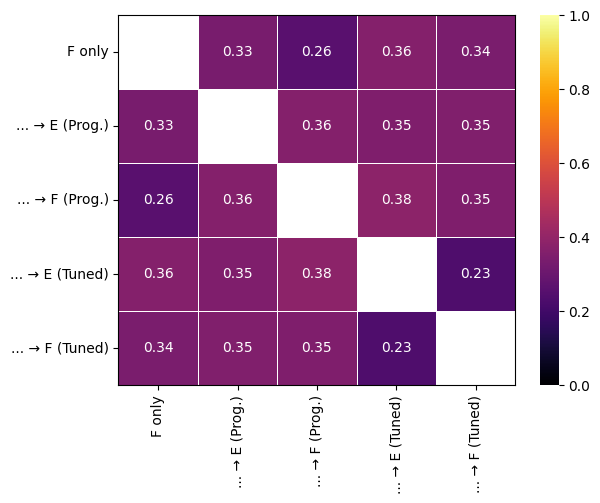 F only 0.33 0.26 0.36 0.34
... → E (Prog.) 0.33 0.36 0.35 0.35
... → F (Prog.) 0.26 0.36 0.38 0.35
... → E (Tuned) 0.36 0.35 0.38 0.23
... → F (Tuned) 0.34 0.35 0.35 0.23
F only
... → E (Prog.)
... → F (Prog.)
... → E (Tuned)
... → F (Tuned)
1.0
0.8
0.6
0.4
0.2
0.0